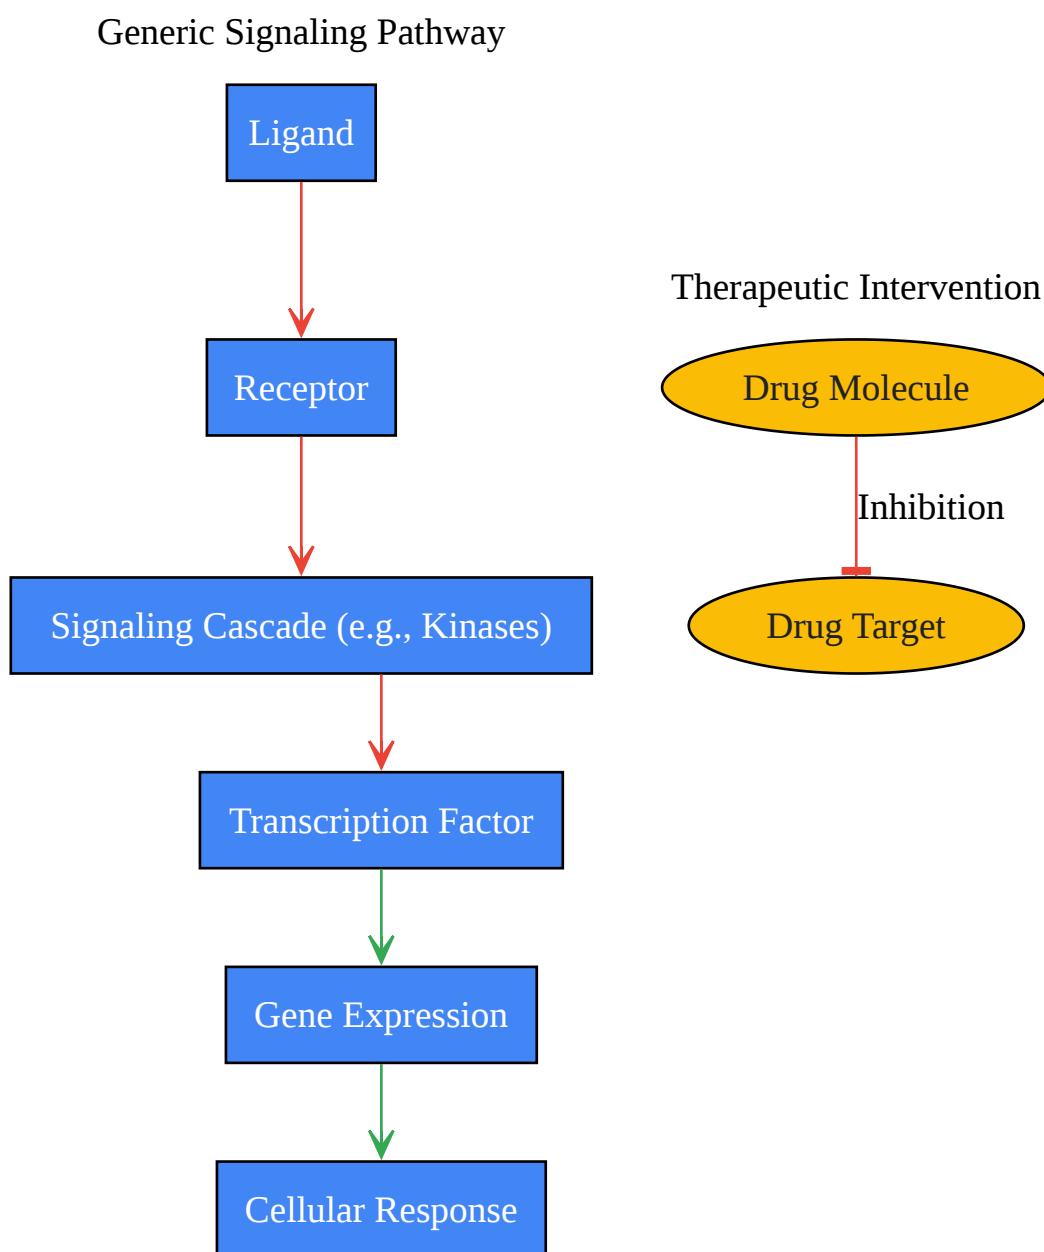 Generic Signaling Pathway
Ligand
Receptor
Signaling Cascade (e.g., Kinases)
Transcription Factor
Gene Expression
Cellular Response
Therapeutic Intervention
Drug Molecule
Inhibition
Drug Target